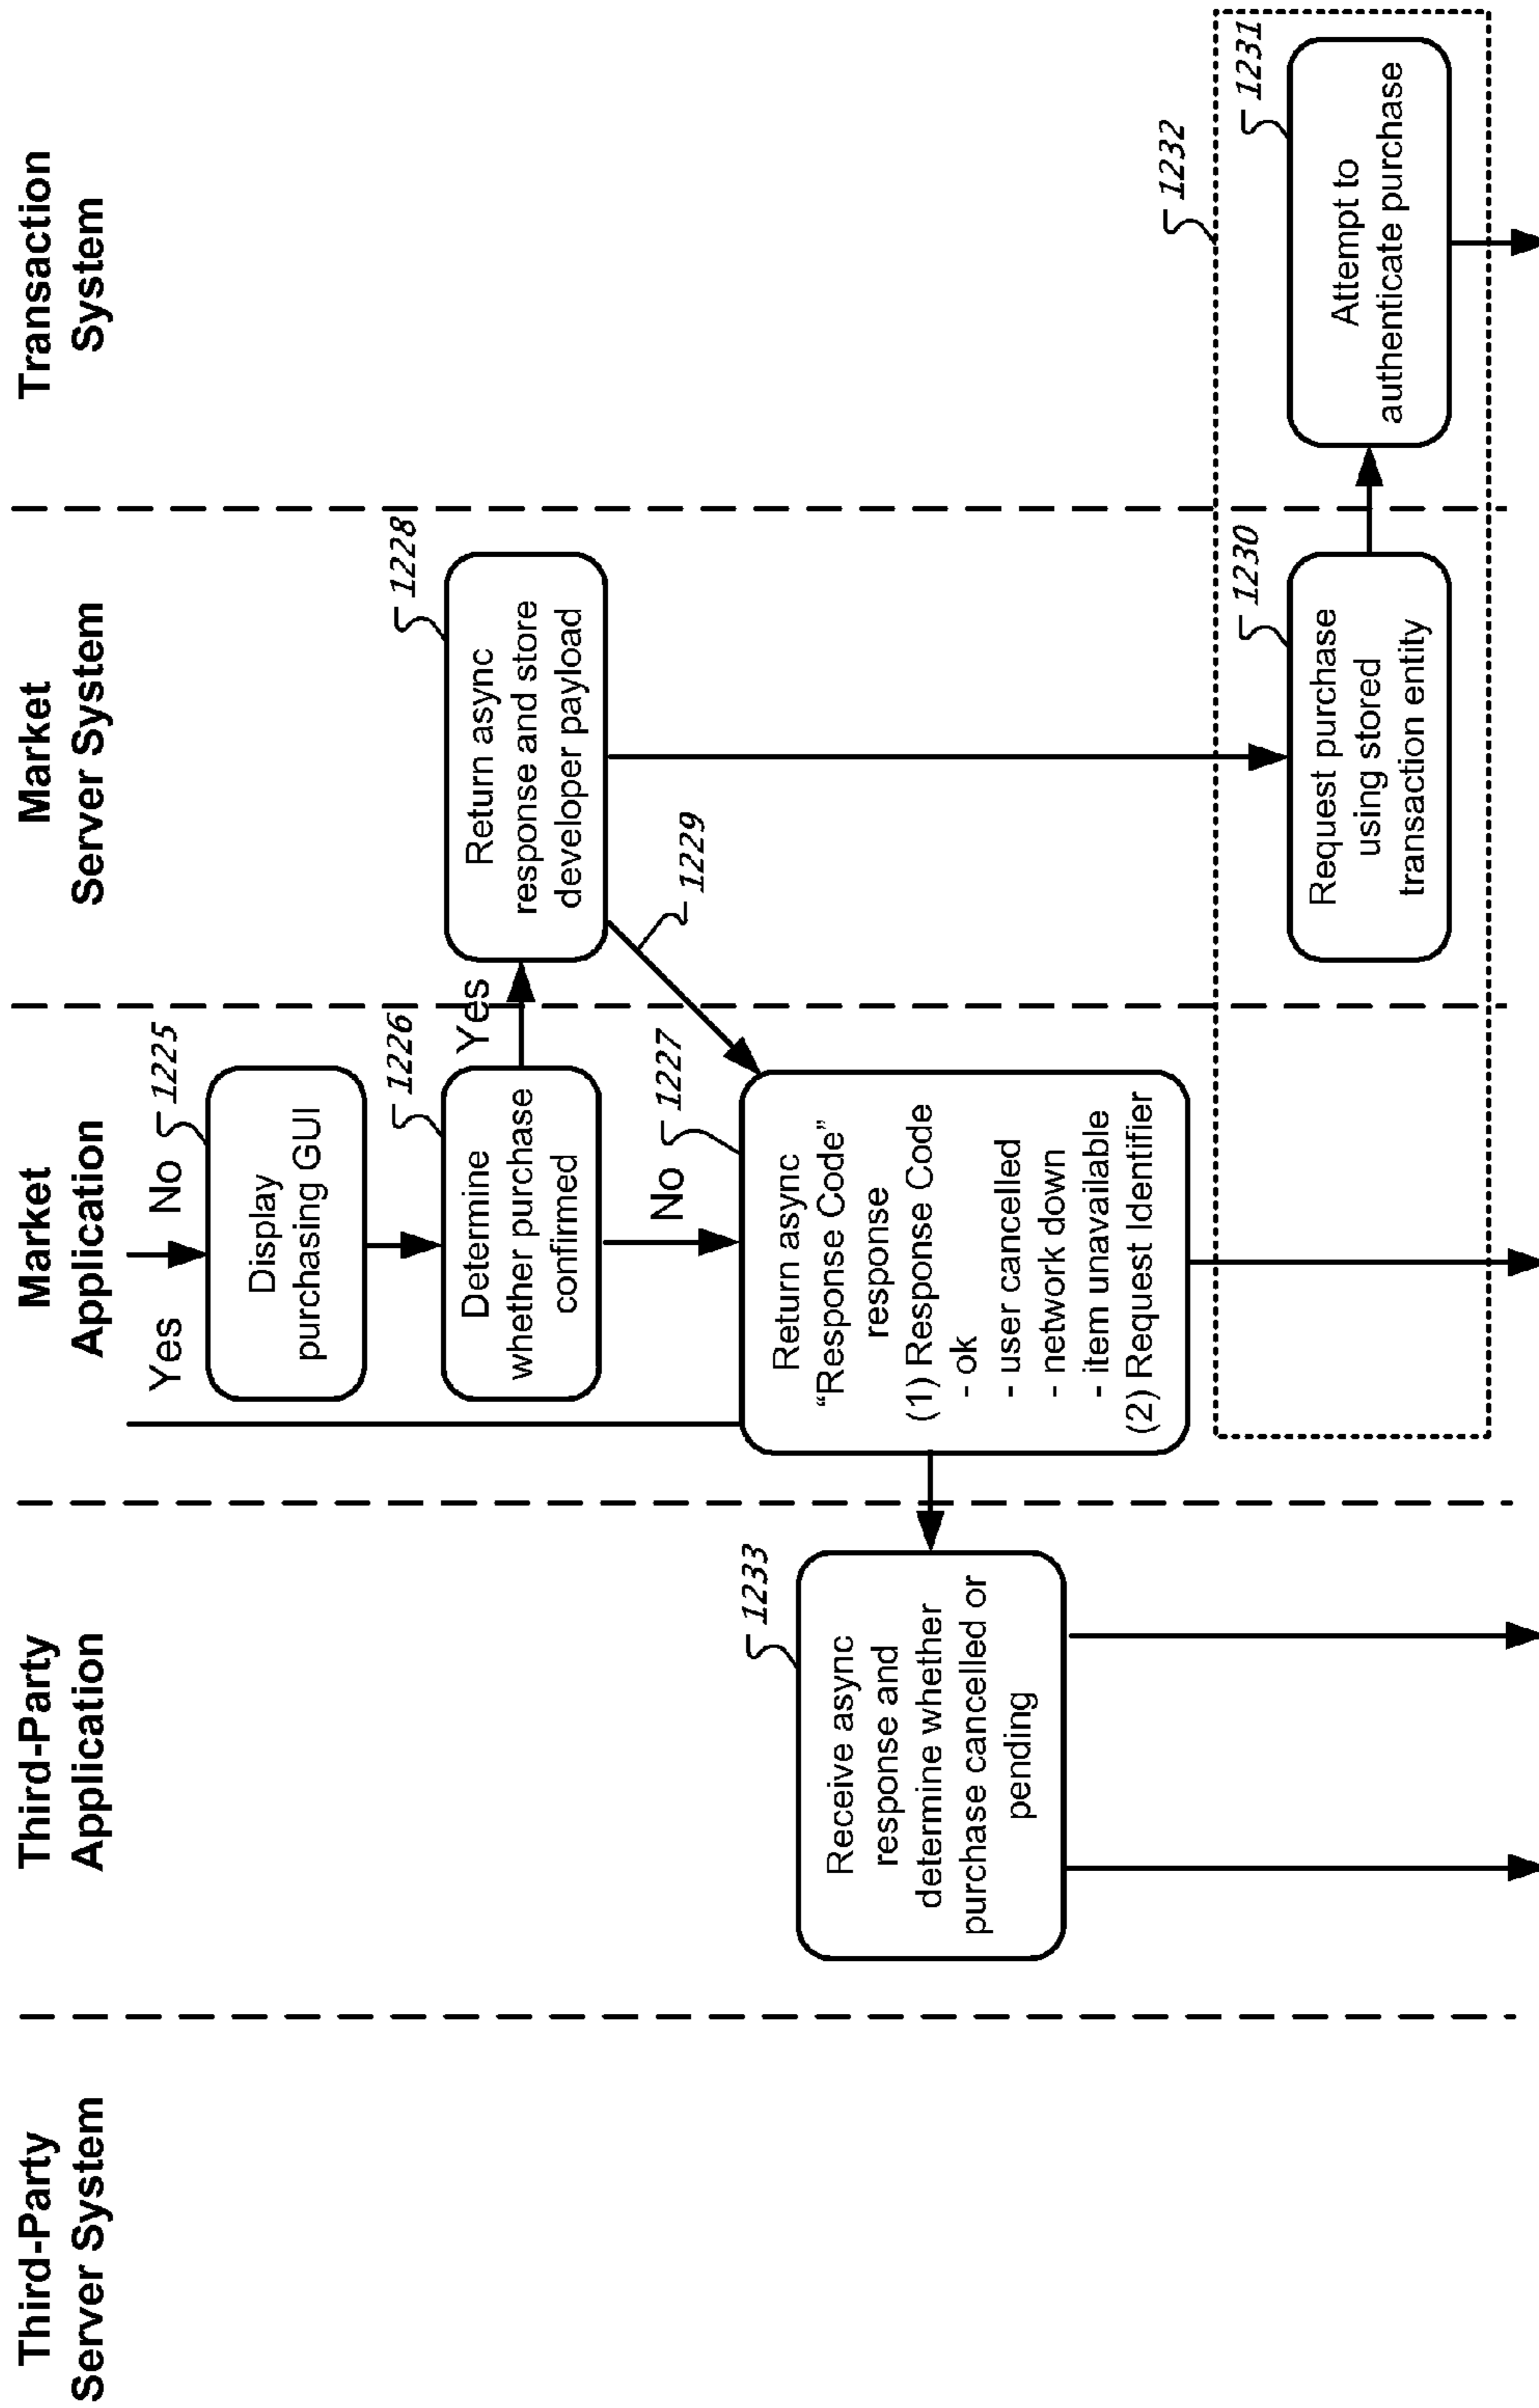 Third-Party
Server System
Third-Party
Application
Market
Application
Market
Server System
Transaction
System
Yes
No
1225
Display
purchasing GUI
1226
Determine
whether purchase
confirmed
Yes
1228
Return async
response and store
developer payload
No
1227
1229
Return async
“Response Code”
response
(1) Response Code
- ok
- user cancelled
- network down
- item unavailable
(2) Request Identifier
1233
Receive async
response and
determine whether
purchase cancelled or
pending
1232
1230
Request purchase
using stored
transaction entity
1231
Attempt to
authenticate purchase